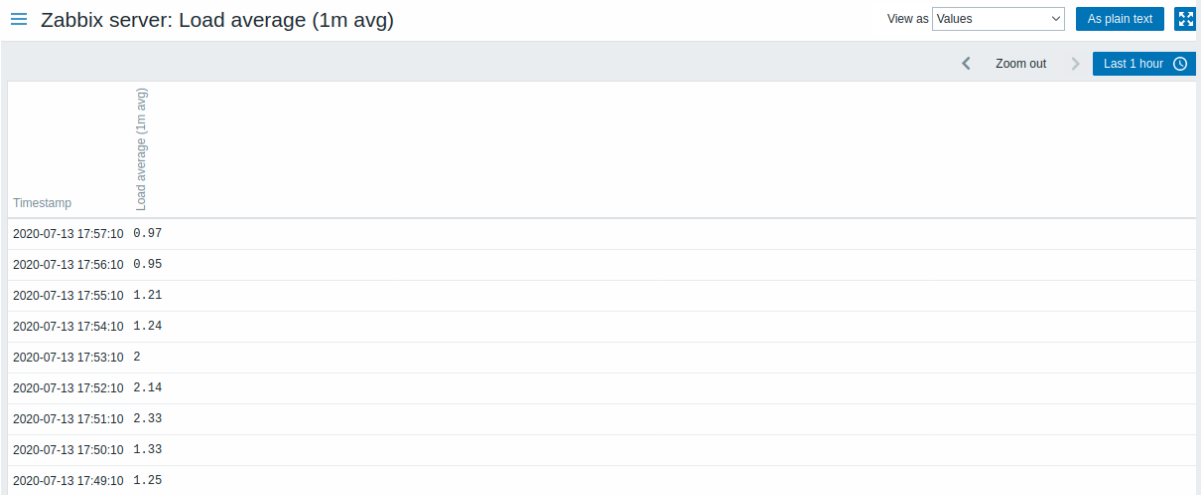 Zabbix server: Load average (1m avg) View as Values As plain text
Zoom out Last 1 hour
Timestamp Load average (1m avg)
2020-07-13 17:57:10 0.97
2020-07-13 17:56:10 0.95
2020-07-13 17:55:10 1.21
2020-07-13 17:54:10 1.24
2020-07-13 17:53:10 2
2020-07-13 17:52:10 2.14
2020-07-13 17:51:10 2.33
2020-07-13 17:50:10 1.33
2020-07-13 17:49:10 1.25